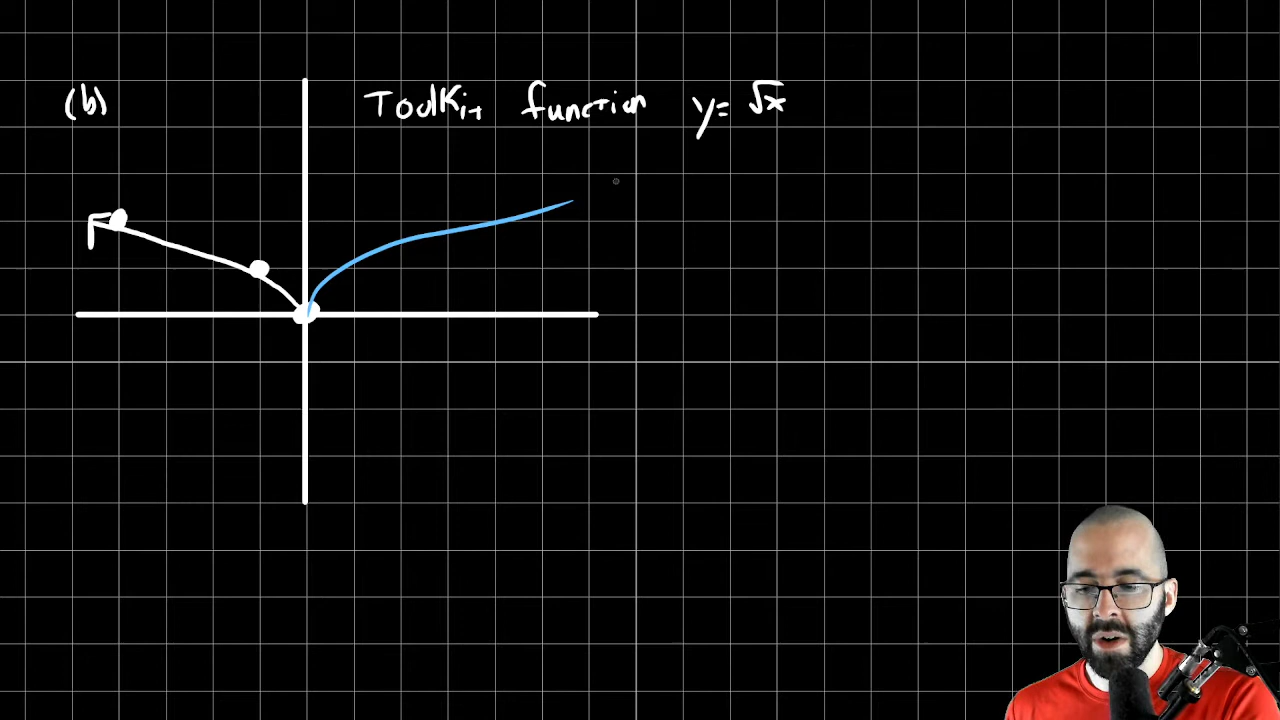 (b) Toolkit function y = √x